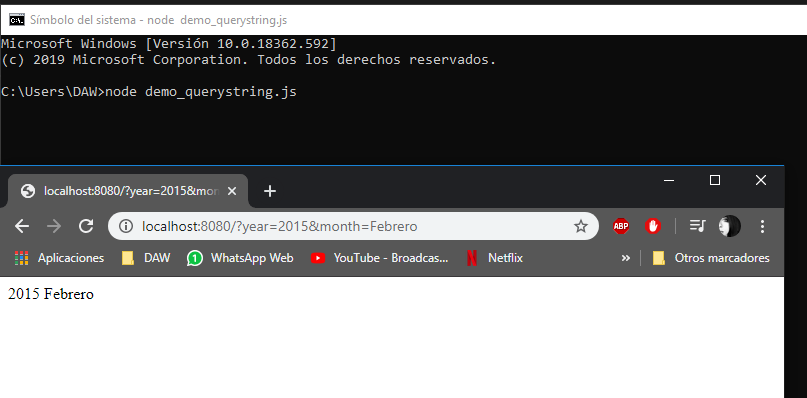 Símbolo del sistema - node  demo_querystring.js
Microsoft Windows [Versión 10.0.18362.592]
(c) 2019 Microsoft Corporation. Todos los derechos reservados.
C:\Users\DAW>node demo_querystring.js
localhost:8080/?year=2015&mon
localhost:8080/?year=2015&month=Febrero
ABP
Aplicaciones DAW WhatsApp Web YouTube - Broadcas... Netflix » Otros marcadores
2015 Febrero